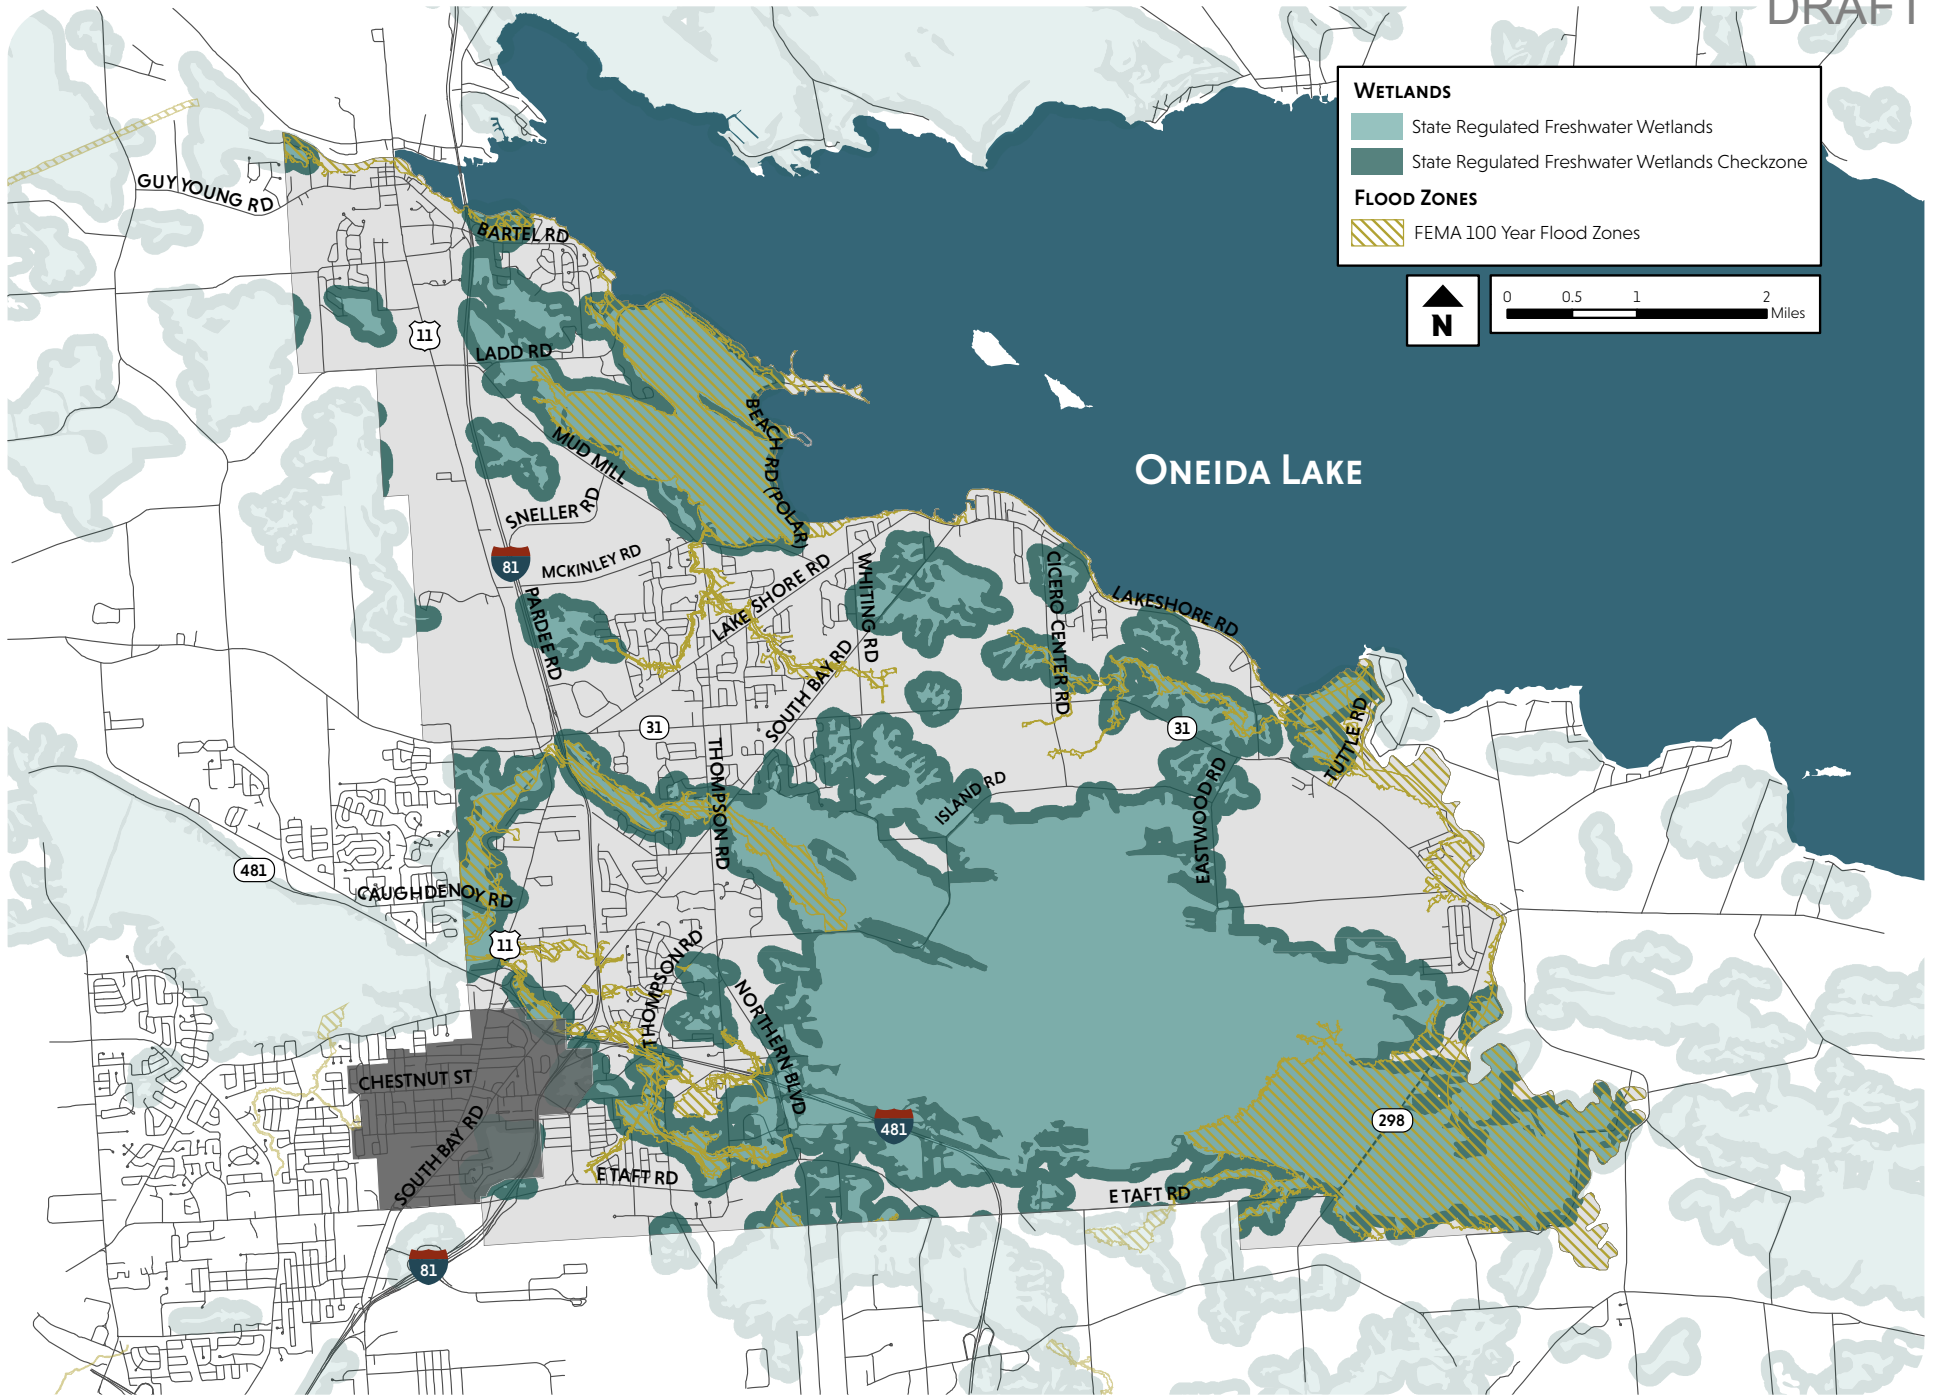 DRAFT
WETLANDS
State Regulated Freshwater Wetlands
State Regulated Freshwater Wetlands Checkzone
FLOOD ZONES
FEMA 100 Year Flood Zones
N
0 0.5 1 2
Miles
GUY YOUNG RD
BARTEL RD
11
LADD RD
BEACH RD (POLAR)
MUD MILL
ONEIDA LAKE
SNELLER RD
81
MCKINLEY RD
PARDEE RD
LAKE SHORE RD
WHITING RD
CICERO CENTER RD
LAKESHORE RD
SOUTH BAY RD
31
31
TUTTLE RD
THOMPSON RD
ISLAND RD
EASTWOOD RD
481
CAUGHDENOY RD
11
THOMPSON RD
NORTHERN BLVD
CHESTNUT ST
SOUTH BAY RD
481
298
E TAFT RD
E TAFT RD
81